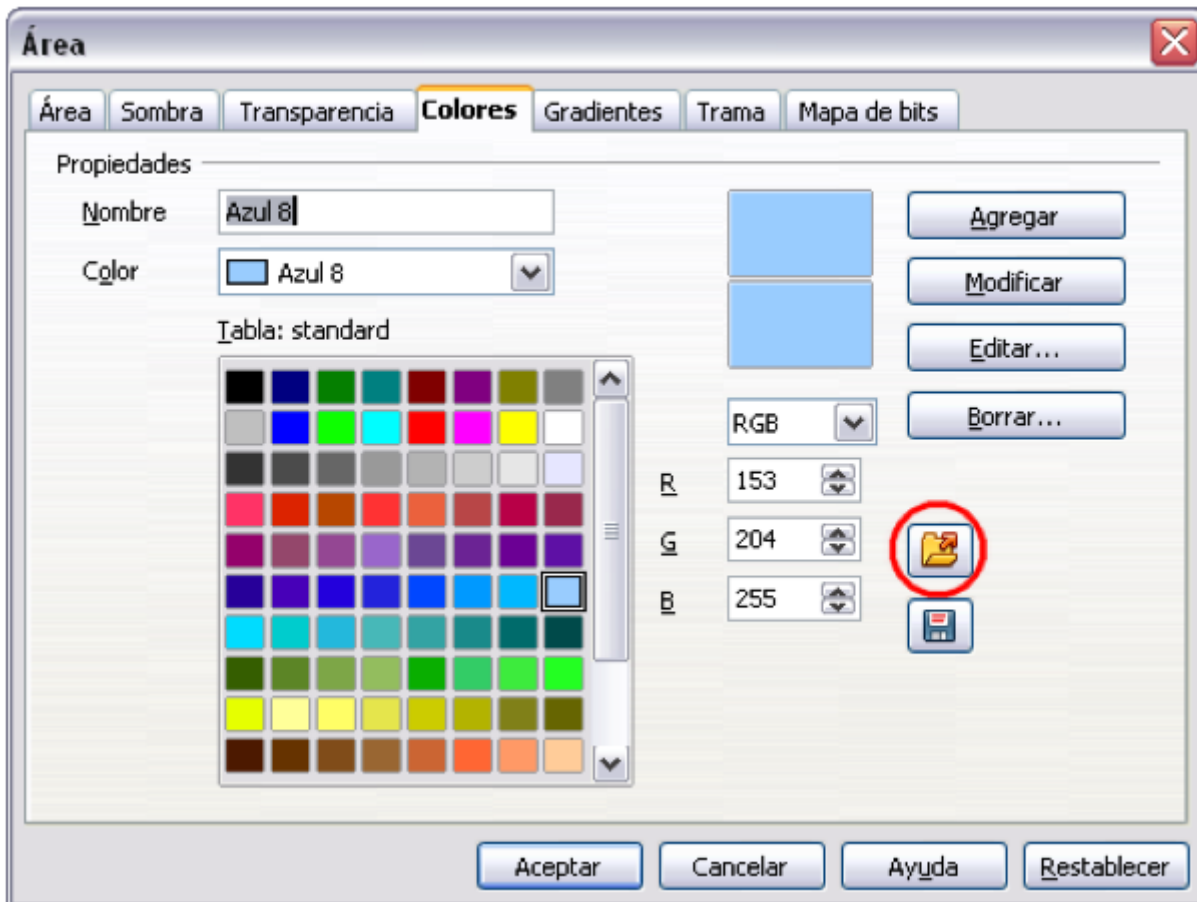 Área
Área Sombra Transparencia Colores Gradientes Trama Mapa de bits
Propiedades
Nombre Azul 8 Agregar
Color Azul 8 Modificar
Tabla: standard Editar...
RGB Borrar...
R 153
G 204
B 255
Aceptar Cancelar Ayuda Restablecer